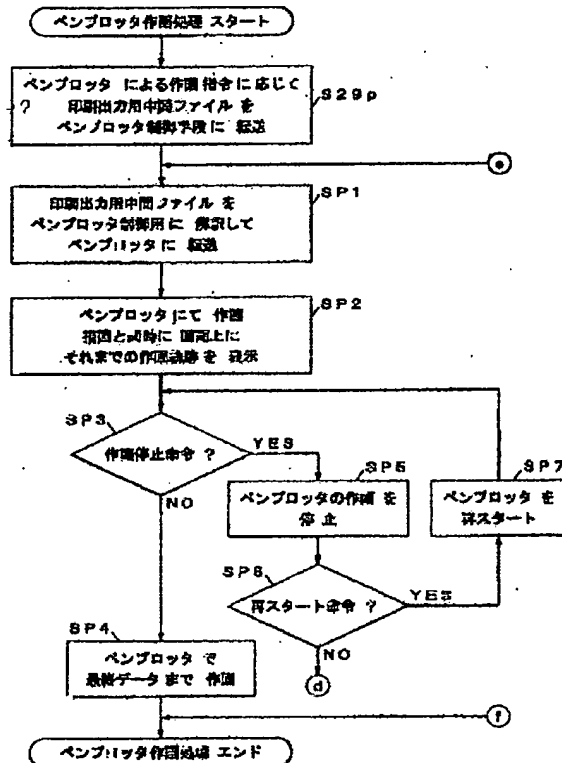 ペンプロッタ作図処理 スタート
ペンプロッタ による作図 指令 に 応じて
? 印刷出力用中間ファイル を
ペンプロッタ制御手段 に 転送
S29p
e
印刷出力用中間ファイル を
ペンプロッタ制御用 に 翻訳して
ペンプロッタ に 転送
SP1
ペンプロッタ にて 作図
描図と同時に 画面上に
それまでの作図軌跡 を 表示
SP2
SP3
作図停止命令 ?
YES
NO
SP5
ペンプロッタの作図 を
停 止
SP7
ペンプロッタ を
再スタート
SP6
再スタート命令 ?
YES
NO
d
SP4
ペンプロッタ で
最終データ まで 作図
f
ペンプロッタ作図処理 エンド